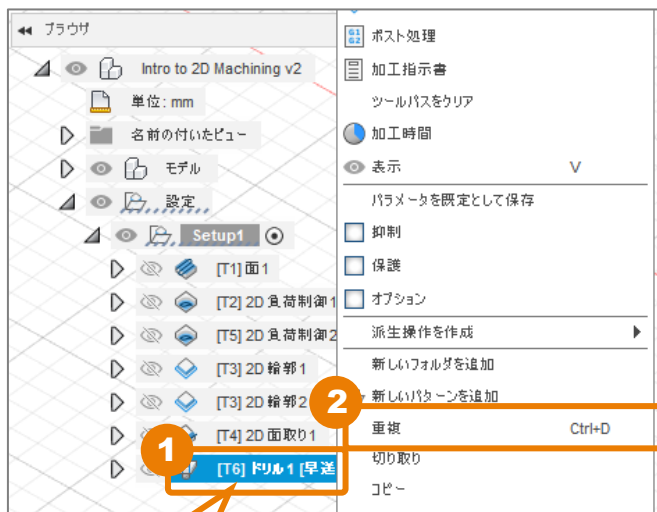 ブラウザ
Intro to 2D Machining v2
単位: mm
名前の付いたビュー
モデル
設定
Setup1
[T1] 面1
[T2] 2D 負荷制御1
[T5] 2D 負荷制御2
[T3] 2D 輪郭1
[T3] 2D 輪郭2
[T4] 2D 面取り1
1
[T6] ドリル1 [早送
G1
G2
ポスト処理
加工指示書
ツールパスをクリア
加工時間
表示 V
パラメータを既定として保存
抑制
保護
オプション
派生操作を作成
新しいフォルダを追加
2
新しいパターンを追加
重複 Ctrl+D
切り取り
コピー